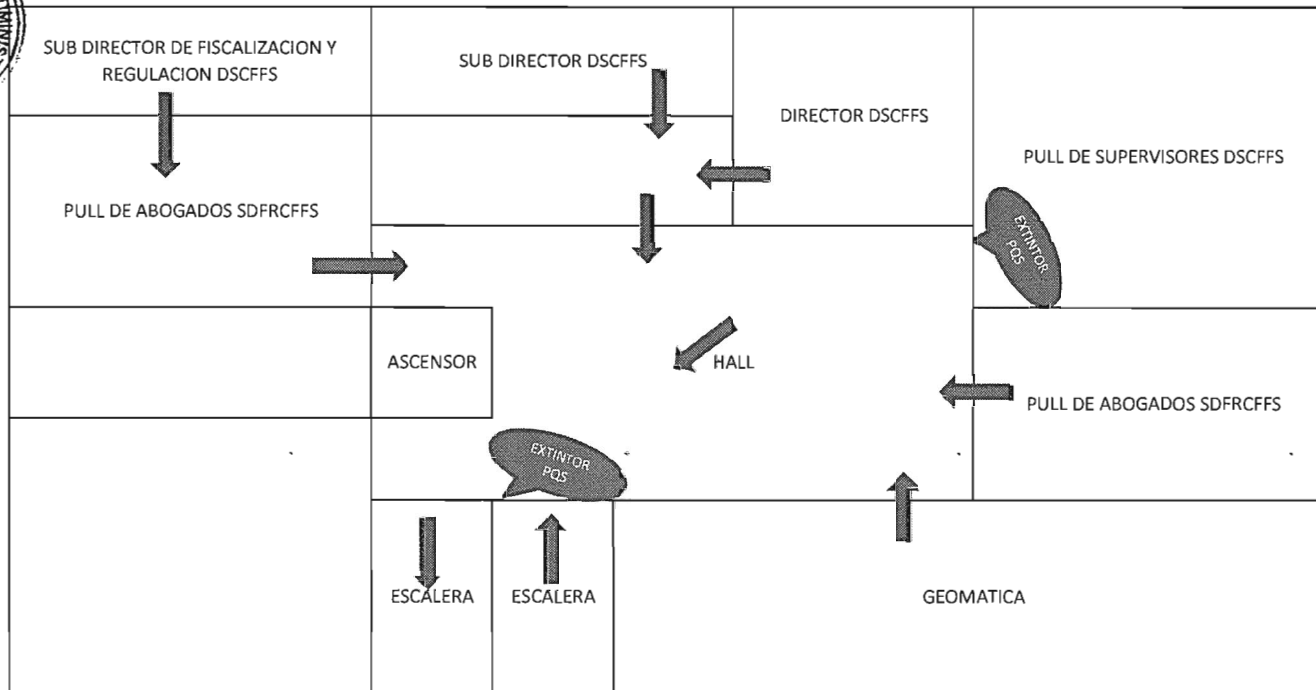 SUB DIRECTOR DE FISCALIZACION Y
REGULACION DSCFFS
SUB DIRECTOR DSCFFS
DIRECTOR DSCFFS
PULL DE SUPERVISORES DSCFFS
PULL DE ABOGADOS SDFRCFFS
EXTINTOR
PQS
ASCENSOR
HALL
PULL DE ABOGADOS SDFRCFFS
EXTINTOR
PQS
ESCALERA
ESCALERA
GEOMATICA